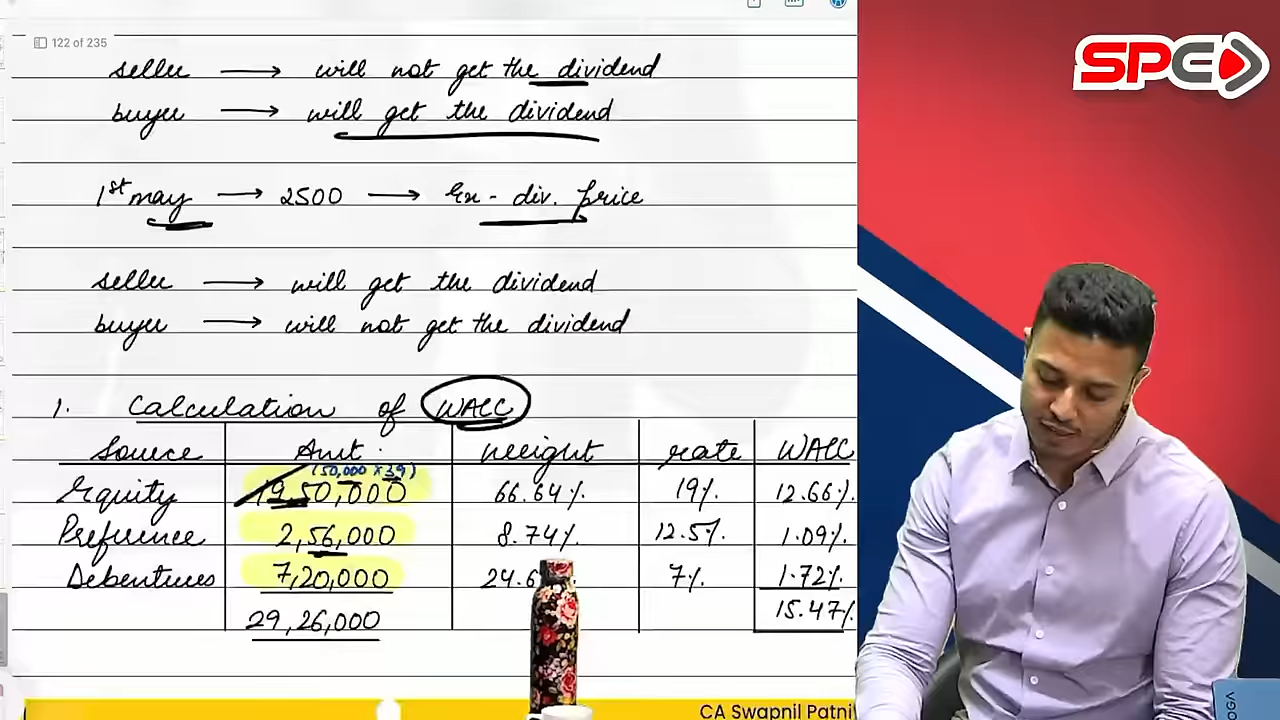 122 of 235
SPC
seller → will not get the dividend
buyer → will get the dividend
1st may → 2500 → Ex - div. price
seller → will get the dividend
buyer → will not get the dividend
1. Calculation of WACC
Source Amt. weight rate WACC
(50,000 × 39)
Equity 19,50,000 66.64% 19% 12.66%
Preference 2,56,000 8.74% 12.5% 1.09%
Debentures 7,20,000 24.6 7% 1.72%
29,26,000 15.47%
CA Swapnil Patni